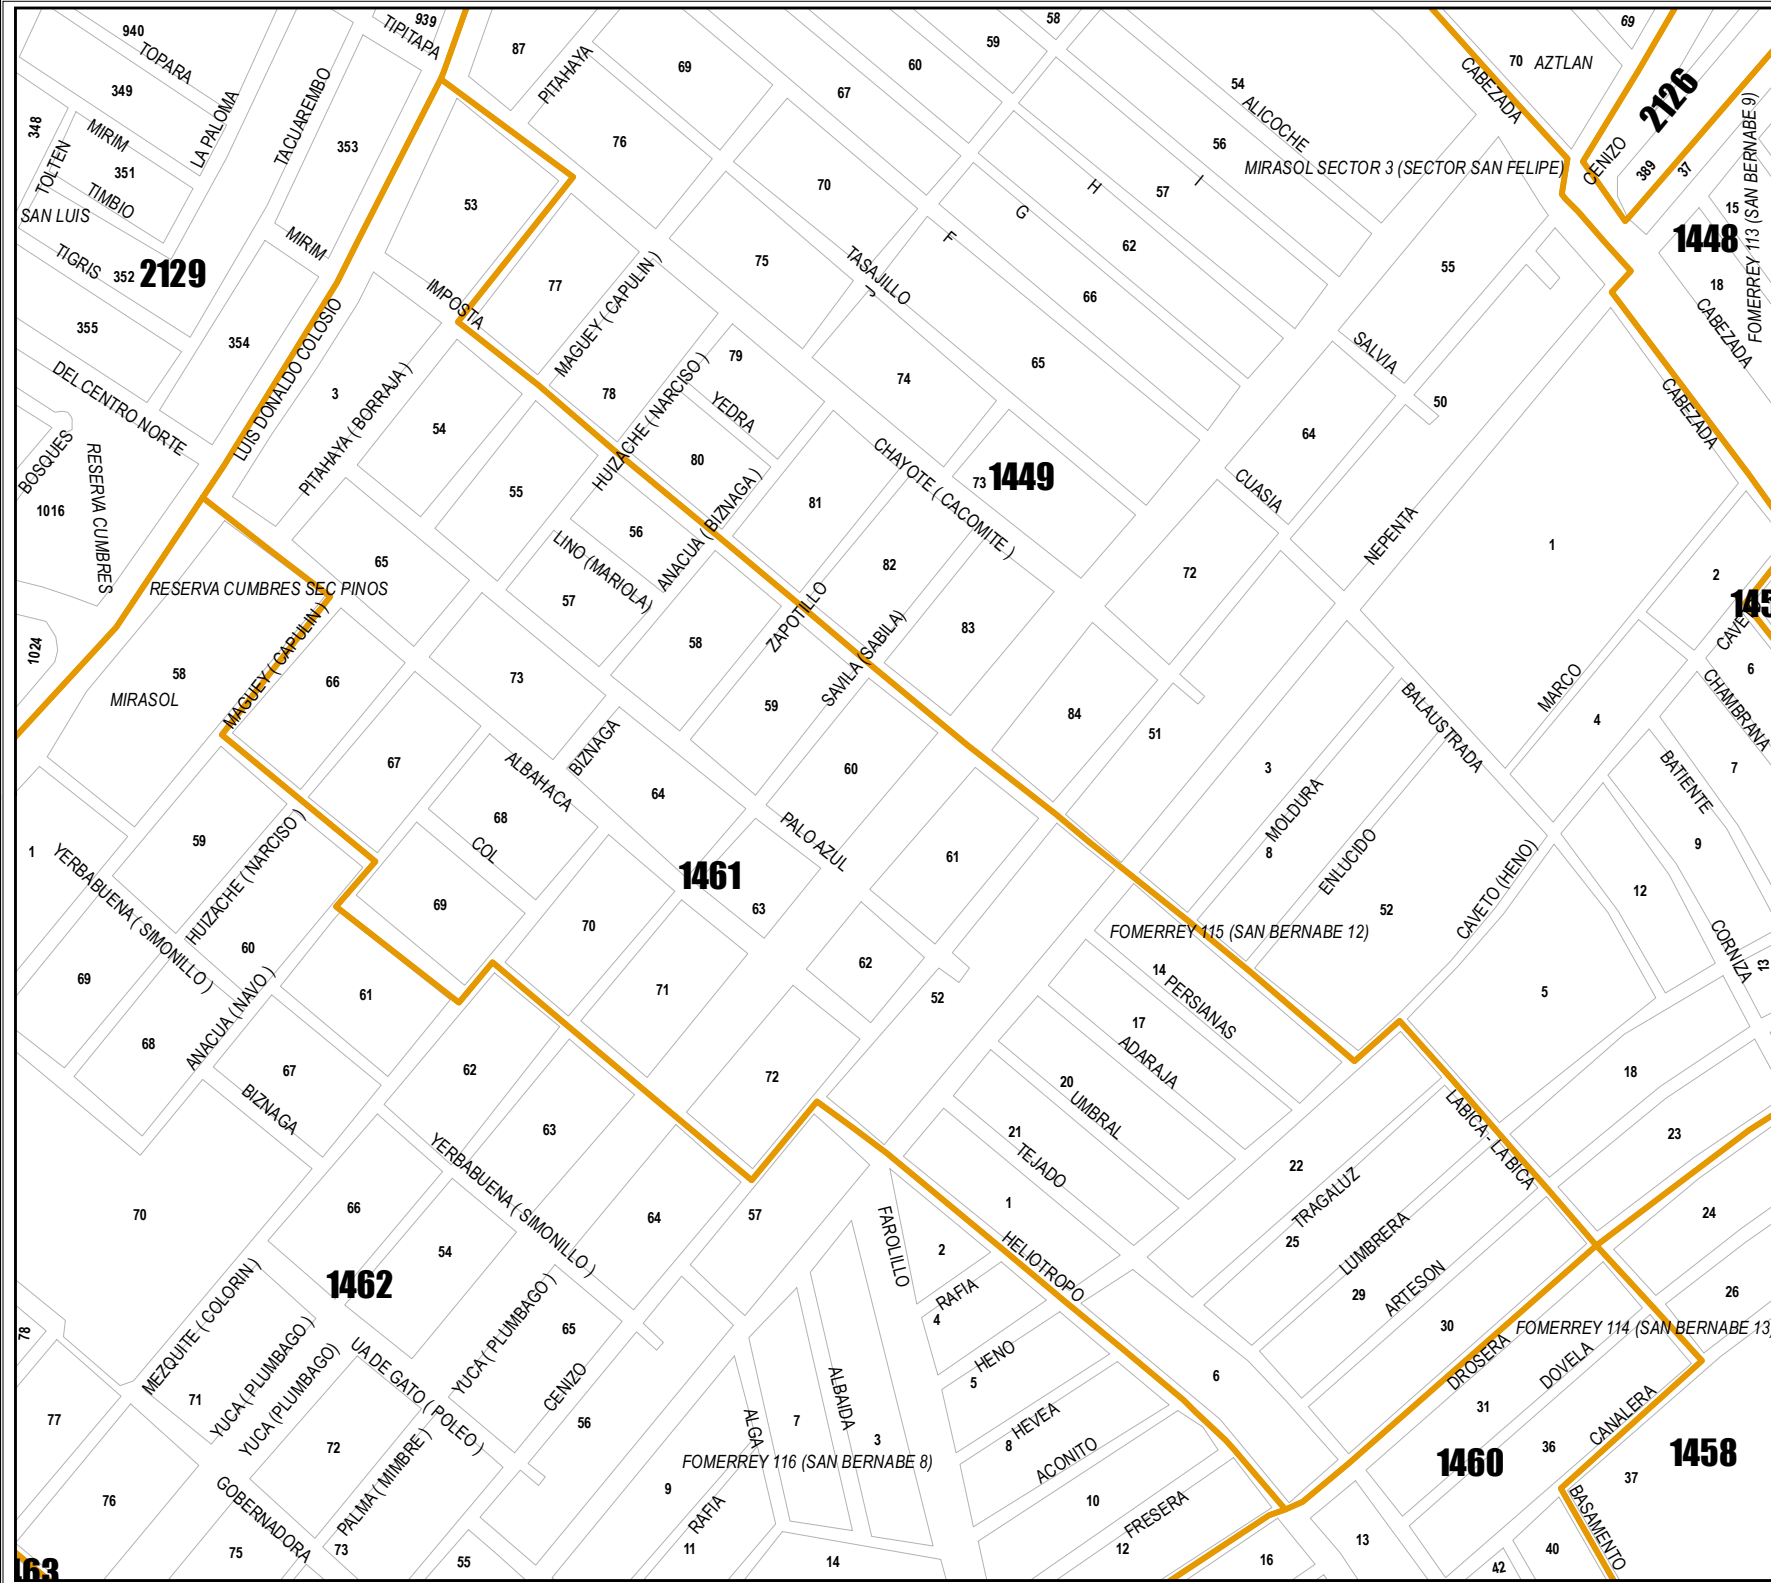 940
TOPARA
939
TIPITAPA
87
PITAHAYA
69
59
58
60
67
54
ALICOCHE
CABEZADA
70
AZTLAN
69
2126
349
348
MIRIM
LA PALOMA
TACUAREMBO
353
TOLTEN
351
TIMBIO
SAN LUIS
TIGRIS
352
2129
MIRIM
53
76
70
56
57
H
I
G
F
62
MIRASOL SECTOR 3 (SECTOR SAN FELIPE)
CENIZO
389
37
15
FOMERREY 113 (SAN BERNABE 9)
1448
18
CABEZADA
355
354
DEL CENTRO NORTE
LUIS DONALDO COLOSIO
IMPOSTA
77
MAGUEY ( CAPULIN )
75
TASAJILLO
J
66
55
65
SALVIA
3
PITAHAYA ( BORRAJA )
54
78
79
HUIZACHE ( NARCISO )
YEDRA
74
50
64
CABEZADA
BOSQUES
RESERVA CUMBRES
1016
55
80
ANACUA ( BIZNAGA )
81
CHAYOTE ( CACOMITE )
73
1449
CUASIA
NEPENTA
1
56
LINO (MARIOLA)
57
65
RESERVA CUMBRES SEC PINOS
82
72
2
145
CAVE
1024
58
MIRASOL
MAGUEY ( CAPULIN )
66
73
58
ZAPOTILLO
SAVILA (SABILA)
59
83
84
51
BALAUSTRADA
MARCO
4
6
CHAMBRANA
67
BIZNAGA
ALBAHACA
64
60
3
MOLDURA
8
BATIENTE
7
9
1
59
YERBABUENA ( SIMONILLO )
HUIZACHE ( NARCISO )
68
COL
PALO AZUL
61
ENLUCIDO
1461
63
69
70
52
CAVETO (HENO)
12
CORNIZA
13
60
69
61
71
62
52
FOMERREY 115 (SAN BERNABE 12)
14
PERSIANAS
5
68
ANACUA ( NAVO )
67
BIZNAGA
62
63
72
17
ADARAJA
20
UMBRAL
18
LABICA - LA BICA
23
YERBABUENA ( SIMONILLO )
21
TEJADO
22
TRAGALUZ
70
66
54
64
57
FAROLILLO
1
2
HELIOTROPO
25
LUMBRERA
24
1462
MEZQUITE ( COLORIN )
YUCA ( PLUMBAGO )
65
RAFIA
4
29
ARTESON
26
30
FOMERREY 114 (SAN BERNABE 13)
78
YUCA ( PLUMBAGO )
YUCA (PLUMBAGO)
UA DE GATO ( POLEO )
CENIZO
HENO
5
6
DROSERA
DOVELA
71
77
56
ALGA
7
ALBAIDA
3
HEVEA
8
31
CANALERA
72
PALMA ( MIMBRE )
FOMERREY 116 (SAN BERNABE 8)
ACONITO
1460
36
1458
37
76
GOBERNADORA
9
RAFIA
10
FRESERA
BASAMENTO
75
73
55
11
14
12
16
13
42
40
163